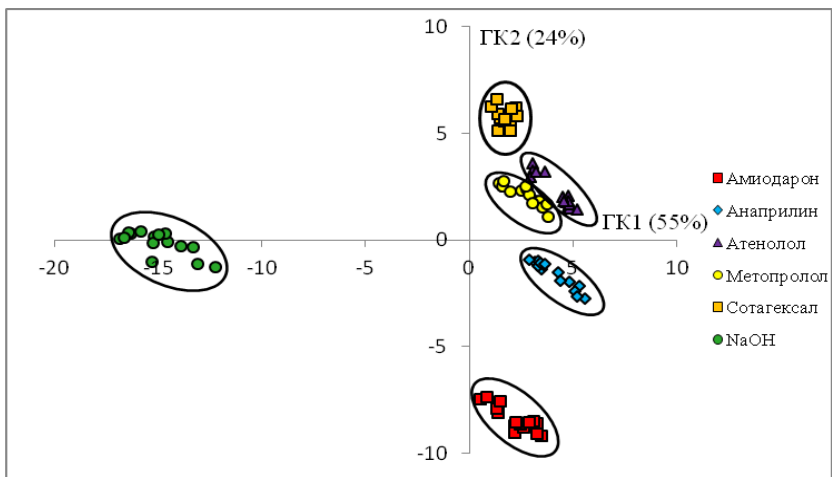 10
ГК2 (24%)
5
Амиодарон
Анаприлин
ГК1 (55%)
Атенолол
0
-20
-15
-10
-5
0
5
10
Метопролол
Сотагексал
-5
NaOH
-10